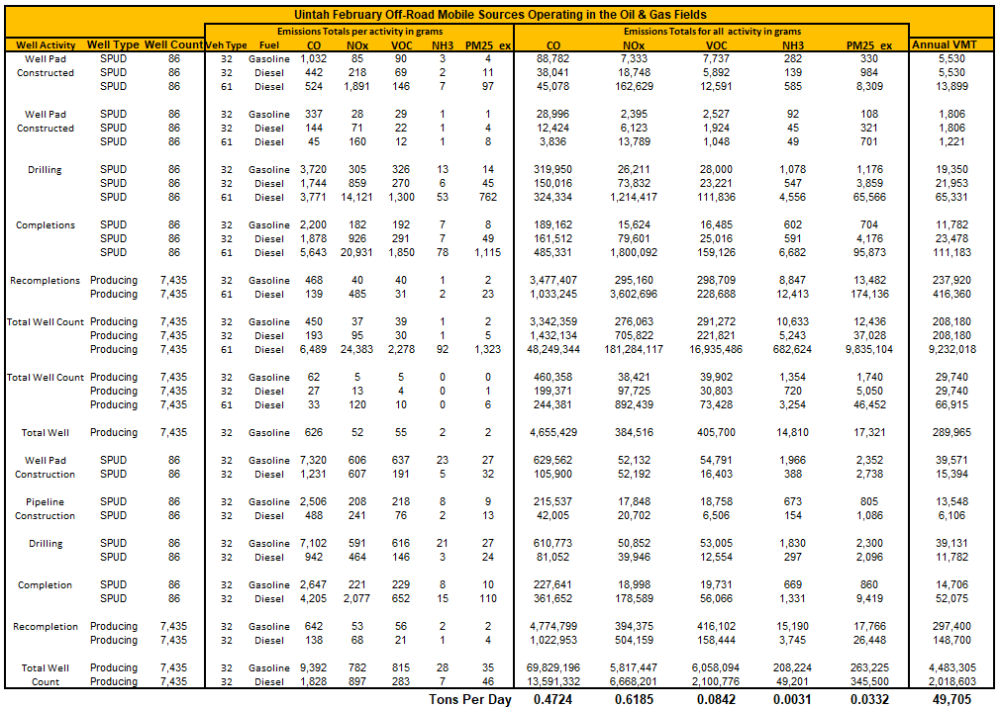 Uintah February Off-Road Mobile Sources Operating in the Oil & Gas Fields
Emissions Totals per activity in grams Emissions Totals for all activity in grams
Well Activity Well Type Well Count Veh Type Fuel CO NOx VOC NH3 PM25_ex CO NOx VOC NH3 PM25_ex Annual VMT
Well Pad SPUD 86 32 Gasoline 1,032 85 90 3 4 88,782 7,333 7,737 282 330 5,530
Constructed SPUD 86 32 Diesel 442 218 69 2 11 38,041 18,748 5,892 139 984 5,530
SPUD 86 61 Diesel 524 1,891 146 7 97 45,078 162,629 12,591 585 8,309 13,899
Well Pad SPUD 86 32 Gasoline 337 28 29 1 1 28,996 2,395 2,527 92 108 1,806
Constructed SPUD 86 32 Diesel 144 71 22 1 4 12,424 6,123 1,924 45 321 1,806
SPUD 86 61 Diesel 45 160 12 1 8 3,836 13,789 1,048 49 701 1,221
Drilling SPUD 86 32 Gasoline 3,720 305 326 13 14 319,950 26,211 28,000 1,078 1,176 19,350
SPUD 86 32 Diesel 1,744 859 270 6 45 150,016 73,832 23,221 547 3,859 21,953
SPUD 86 61 Diesel 3,771 14,121 1,300 53 762 324,334 1,214,417 111,836 4,556 65,566 65,331
Completions SPUD 86 32 Gasoline 2,200 182 192 7 8 189,162 15,624 16,485 602 704 11,782
SPUD 86 32 Diesel 1,878 926 291 7 49 161,512 79,601 25,016 591 4,176 23,478
SPUD 86 61 Diesel 5,643 20,931 1,850 78 1,115 485,331 1,800,092 159,126 6,682 95,873 111,183
Recompletions Producing 7,435 32 Gasoline 468 40 40 1 2 3,477,407 295,160 298,709 8,847 13,482 237,920
Producing 7,435 61 Diesel 139 485 31 2 23 1,033,245 3,602,696 228,688 12,413 174,136 416,360
Total Well Count Producing 7,435 32 Gasoline 450 37 39 1 2 3,342,359 276,063 291,272 10,633 12,436 208,180
Producing 7,435 32 Diesel 193 95 30 1 5 1,432,134 705,822 221,821 5,243 37,028 208,180
Producing 7,435 61 Diesel 6,489 24,383 2,278 92 1,323 48,249,344 181,284,117 16,935,486 682,624 9,835,104 9,232,018
Total Well Count Producing 7,435 32 Gasoline 62 5 5 0 0 460,358 38,421 39,902 1,354 1,740 29,740
Producing 7,435 32 Diesel 27 13 4 0 1 199,371 97,725 30,803 720 5,050 29,740
Producing 7,435 61 Diesel 33 120 10 0 6 244,381 892,439 73,428 3,254 46,452 66,915
Total Well Producing 7,435 32 Gasoline 626 52 55 2 2 4,655,429 384,516 405,700 14,810 17,321 289,965
Well Pad SPUD 86 32 Gasoline 7,320 606 637 23 27 629,562 52,132 54,791 1,966 2,352 39,571
Construction SPUD 86 32 Diesel 1,231 607 191 5 32 105,900 52,192 16,403 388 2,738 15,394
Pipeline SPUD 86 32 Gasoline 2,506 208 218 8 9 215,537 17,848 18,758 673 805 13,548
Construction SPUD 86 32 Diesel 488 241 76 2 13 42,005 20,702 6,506 154 1,086 6,106
Drilling SPUD 86 32 Gasoline 7,102 591 616 21 27 610,773 50,852 53,005 1,830 2,300 39,131
SPUD 86 32 Diesel 942 464 146 3 24 81,052 39,946 12,554 297 2,096 11,782
Completion SPUD 86 32 Gasoline 2,647 221 229 8 10 227,641 18,998 19,731 669 860 14,706
SPUD 86 32 Diesel 4,205 2,077 652 15 110 361,652 178,589 56,066 1,331 9,419 52,075
Recompletion Producing 7,435 32 Gasoline 642 53 56 2 2 4,774,799 394,375 416,102 15,190 17,766 297,400
Producing 7,435 32 Diesel 138 68 21 1 4 1,022,953 504,159 158,444 3,745 26,448 148,700
Total Well Producing 7,435 32 Gasoline 9,392 782 815 28 35 69,829,196 5,817,447 6,058,094 208,224 263,225 4,483,305
Count Producing 7,435 32 Diesel 1,828 897 283 7 46 13,591,332 6,668,201 2,100,776 49,201 345,500 2,018,603
Tons Per Day 0.4724 0.6185 0.0842 0.0031 0.0332 49,705